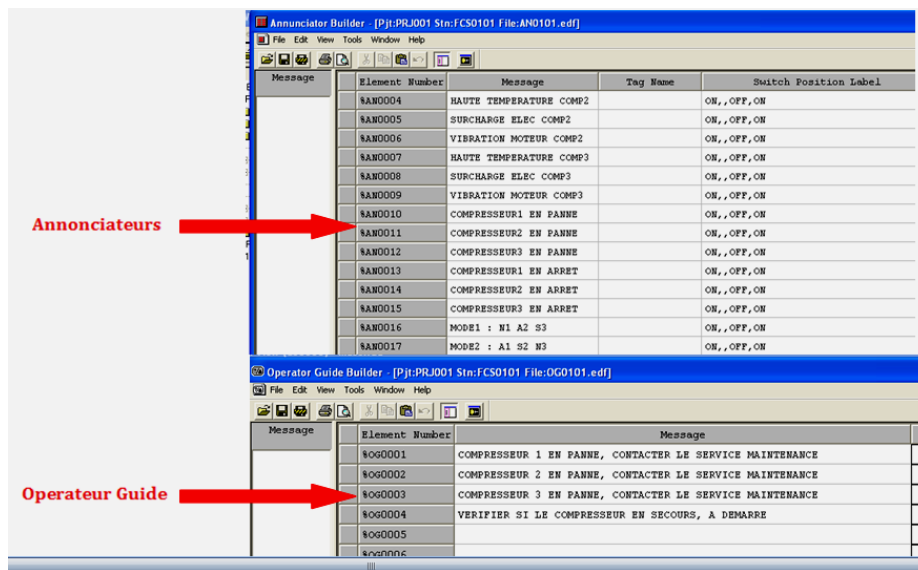 Annunciator Builder - [Pjt:PRJ001 Stn:FCS0101 File:AN0101.edf]
File Edit View Tools Window Help
Message Element Number Message Tag Name Switch Position Label
%AN0004 HAUTE TEMPERATURE COMP2 ON,,OFF,ON
%AN0005 SURCHARGE ELEC COMP2 ON,,OFF,ON
%AN0006 VIBRATION MOTEUR COMP2 ON,,OFF,ON
%AN0007 HAUTE TEMPERATURE COMP3 ON,,OFF,ON
%AN0008 SURCHARGE ELEC COMP3 ON,,OFF,ON
%AN0009 VIBRATION MOTEUR COMP3 ON,,OFF,ON
%AN0010 COMPRESSEUR1 EN PANNE ON,,OFF,ON
Annonciateurs
%AN0011 COMPRESSEUR2 EN PANNE ON,,OFF,ON
%AN0012 COMPRESSEUR3 EN PANNE ON,,OFF,ON
%AN0013 COMPRESSEUR1 EN ARRET ON,,OFF,ON
%AN0014 COMPRESSEUR2 EN ARRET ON,,OFF,ON
%AN0015 COMPRESSEUR3 EN ARRET ON,,OFF,ON
%AN0016 MODE1 : N1 A2 S3 ON,,OFF,ON
%AN0017 MODE2 : A1 S2 N3 ON,,OFF,ON
Operator Guide Builder - [Pjt:PRJ001 Stn:FCS0101 File:OG0101.edf]
File Edit View Tools Window Help
Message Element Number Message
%OG0001 COMPRESSEUR 1 EN PANNE, CONTACTER LE SERVICE MAINTENANCE
%OG0002 COMPRESSEUR 2 EN PANNE, CONTACTER LE SERVICE MAINTENANCE
Operateur Guide
%OG0003 COMPRESSEUR 3 EN PANNE, CONTACTER LE SERVICE MAINTENANCE
%OG0004 VERIFIER SI LE COMPRESSEUR EN SECOURS, A DEMARRE
%OG0005
%OG0006